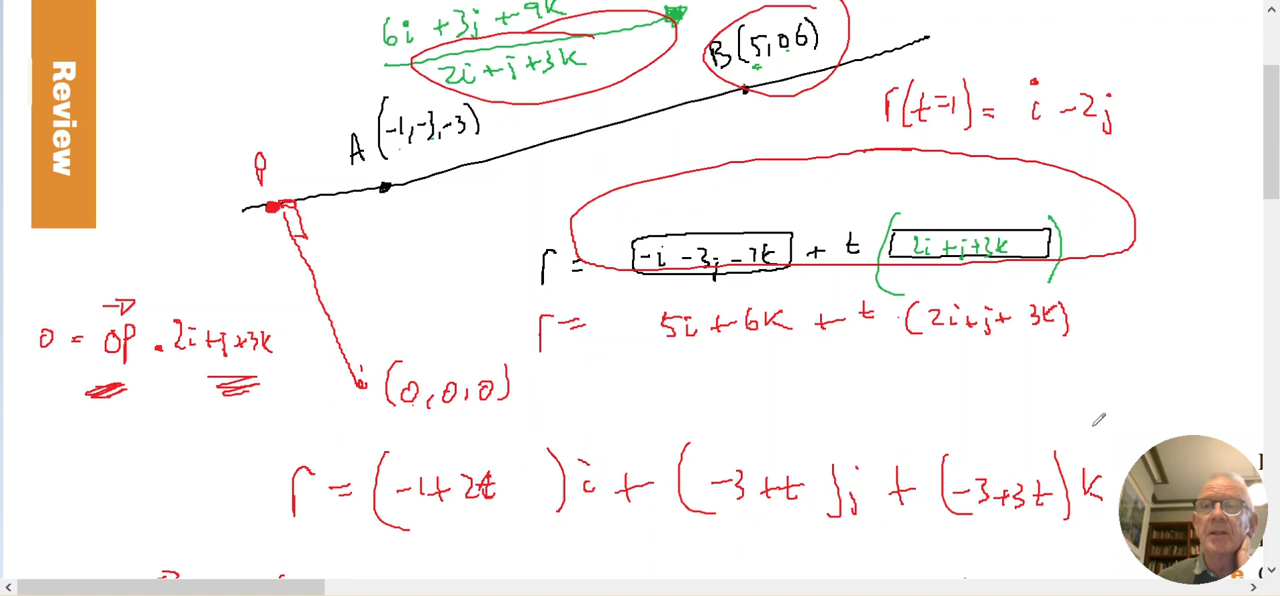 Review
6i + 3j + 9k
2i + j + 3k
B (5, 0 6)
A (-1, -3, -3)
r(t=1) = i - 2j
P
r = -i - 3j - 3k + t (2i + j + 3k)
r = 5i + 6k + t · (2i + j + 3k)
0 = OP . 2i + j + 3k
(0, 0, 0)
r = (-1 + 2t) i + (-3 + t) j + (-3 + 3t) k